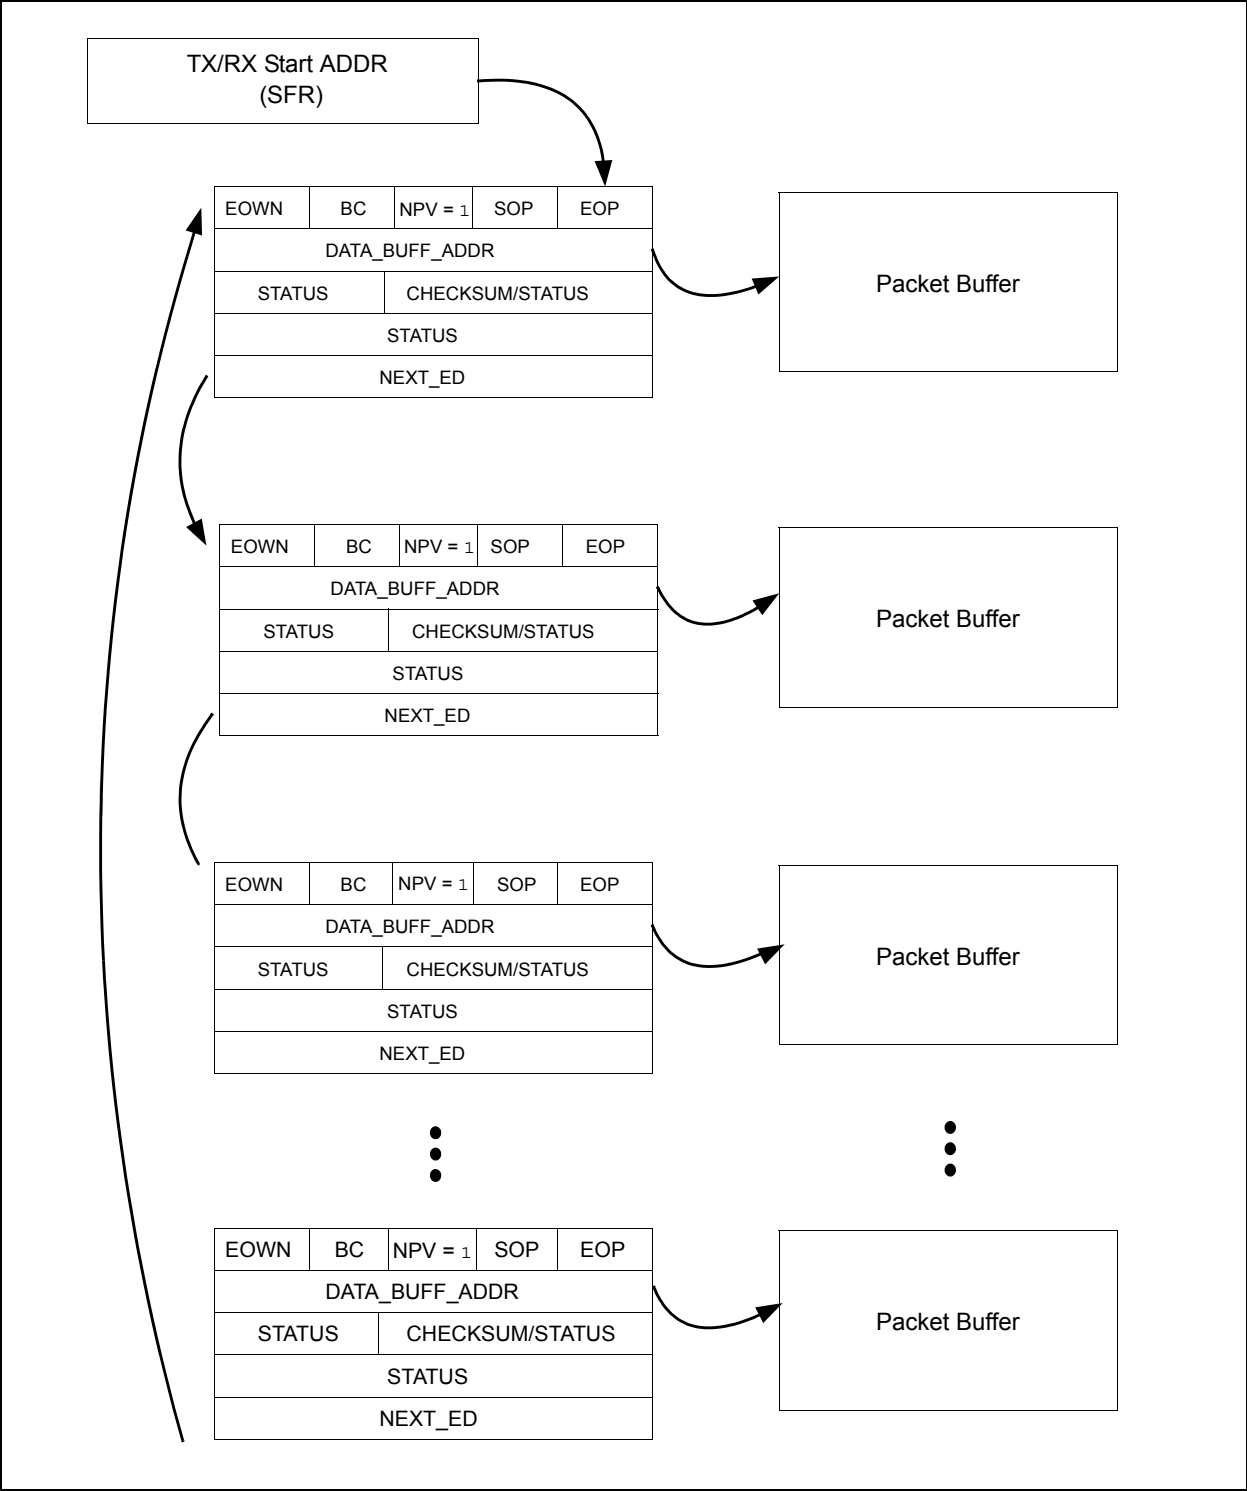 TX/RX Start ADDR
(SFR)
EOWN BC NPV = 1 SOP EOP
DATA_BUFF_ADDR
STATUS CHECKSUM/STATUS
STATUS
NEXT_ED
Packet Buffer
EOWN BC NPV = 1 SOP EOP
DATA_BUFF_ADDR
STATUS CHECKSUM/STATUS
STATUS
NEXT_ED
Packet Buffer
EOWN BC NPV = 1 SOP EOP
DATA_BUFF_ADDR
STATUS CHECKSUM/STATUS
STATUS
NEXT_ED
Packet Buffer
EOWN BC NPV = 1 SOP EOP
DATA_BUFF_ADDR
STATUS CHECKSUM/STATUS
STATUS
NEXT_ED
Packet Buffer